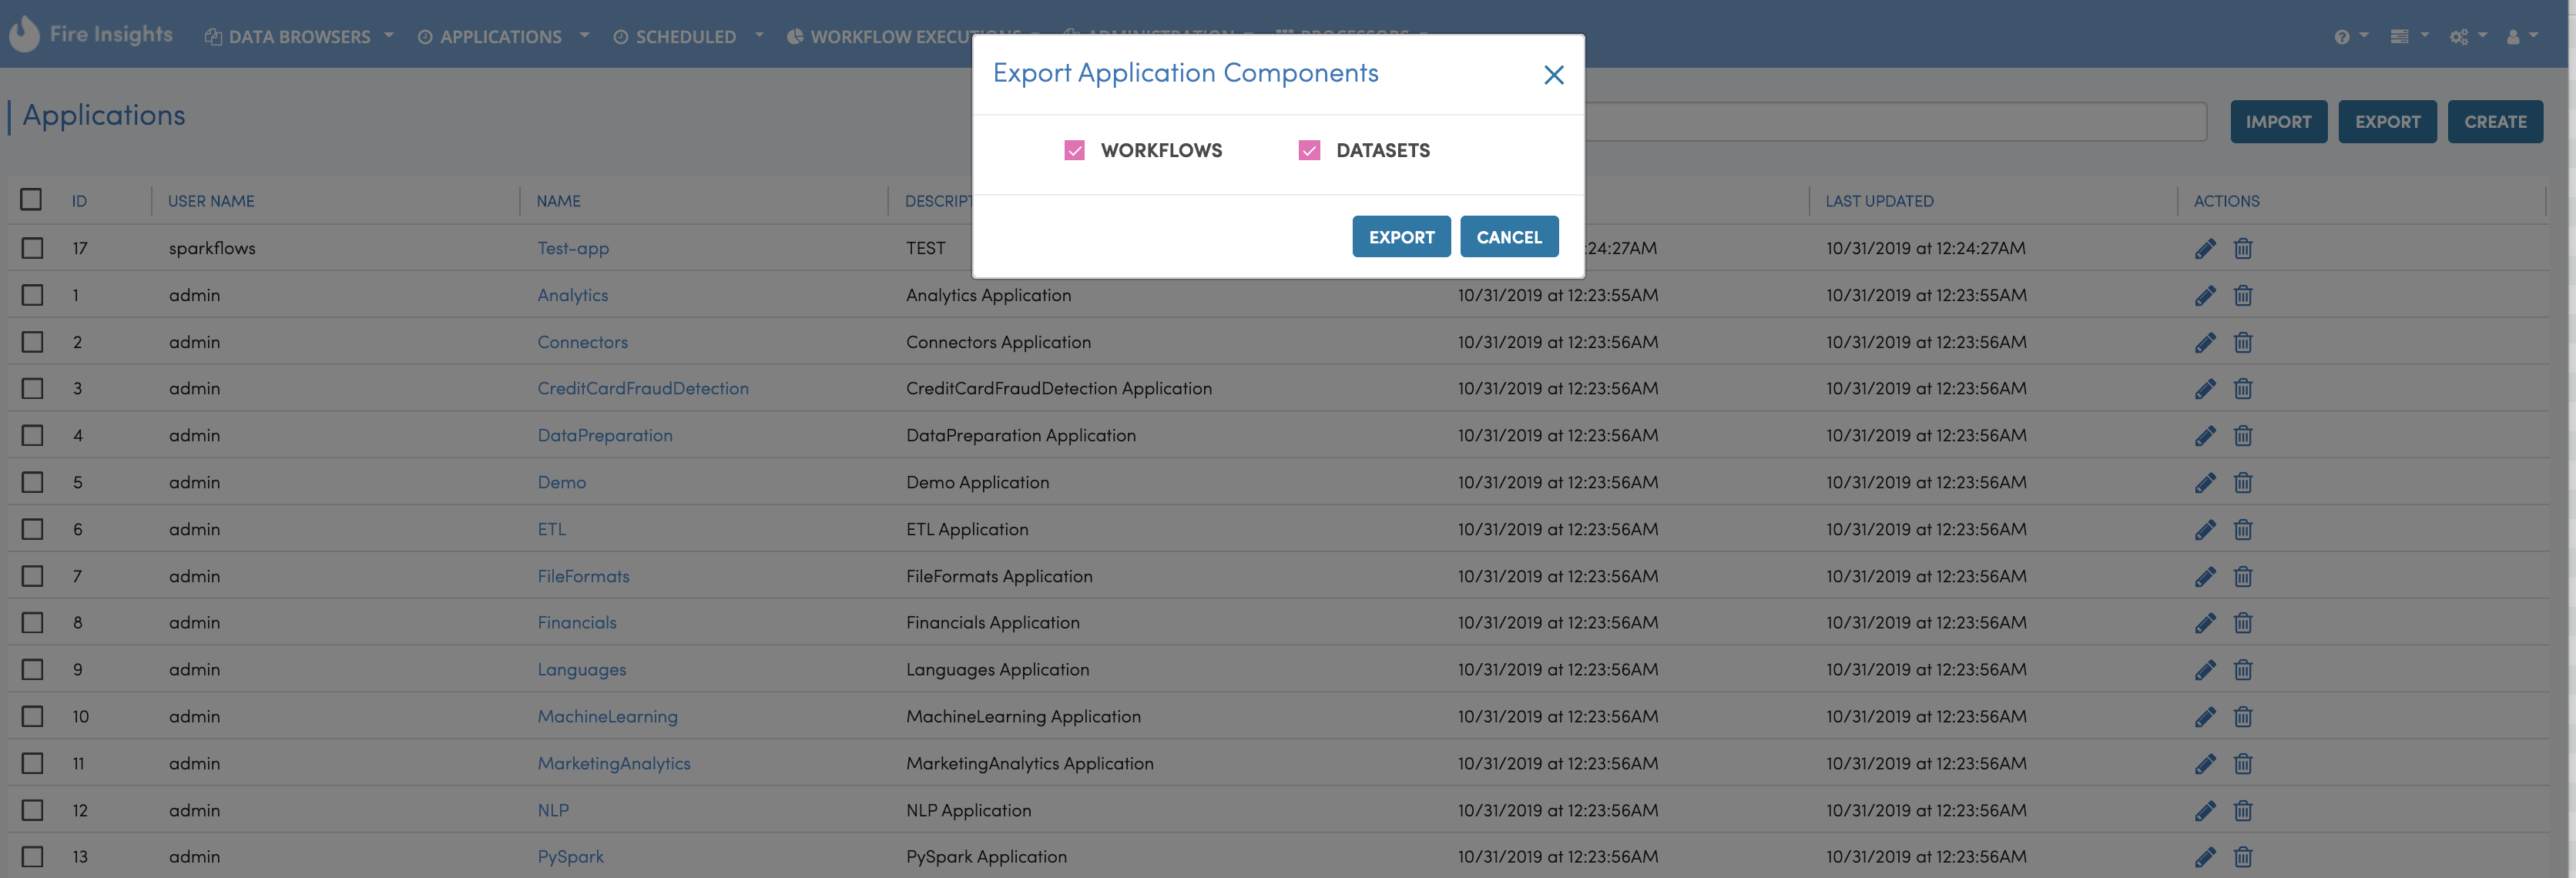 Fire Insights DATA BROWSERS APPLICATIONS SCHEDULED WORKFLOW EXECUTIONS ADMINISTRATION PROCESSORS
Export Application Components
Applications
IMPORT EXPORT CREATE
WORKFLOWS DATASETS
EXPORT CANCEL
ID USER NAME NAME DESCRIPT LAST UPDATED ACTIONS
17 sparkflows Test-app TEST :24:27AM 10/31/2019 at 12:24:27AM
1 admin Analytics Analytics Application 10/31/2019 at 12:23:55AM 10/31/2019 at 12:23:55AM
2 admin Connectors Connectors Application 10/31/2019 at 12:23:56AM 10/31/2019 at 12:23:56AM
3 admin CreditCardFraudDetection CreditCardFraudDetection Application 10/31/2019 at 12:23:56AM 10/31/2019 at 12:23:56AM
4 admin DataPreparation DataPreparation Application 10/31/2019 at 12:23:56AM 10/31/2019 at 12:23:56AM
5 admin Demo Demo Application 10/31/2019 at 12:23:56AM 10/31/2019 at 12:23:56AM
6 admin ETL ETL Application 10/31/2019 at 12:23:56AM 10/31/2019 at 12:23:56AM
7 admin FileFormats FileFormats Application 10/31/2019 at 12:23:56AM 10/31/2019 at 12:23:56AM
8 admin Financials Financials Application 10/31/2019 at 12:23:56AM 10/31/2019 at 12:23:56AM
9 admin Languages Languages Application 10/31/2019 at 12:23:56AM 10/31/2019 at 12:23:56AM
10 admin MachineLearning MachineLearning Application 10/31/2019 at 12:23:56AM 10/31/2019 at 12:23:56AM
11 admin MarketingAnalytics MarketingAnalytics Application 10/31/2019 at 12:23:56AM 10/31/2019 at 12:23:56AM
12 admin NLP NLP Application 10/31/2019 at 12:23:56AM 10/31/2019 at 12:23:56AM
13 admin PySpark PySpark Application 10/31/2019 at 12:23:56AM 10/31/2019 at 12:23:56AM